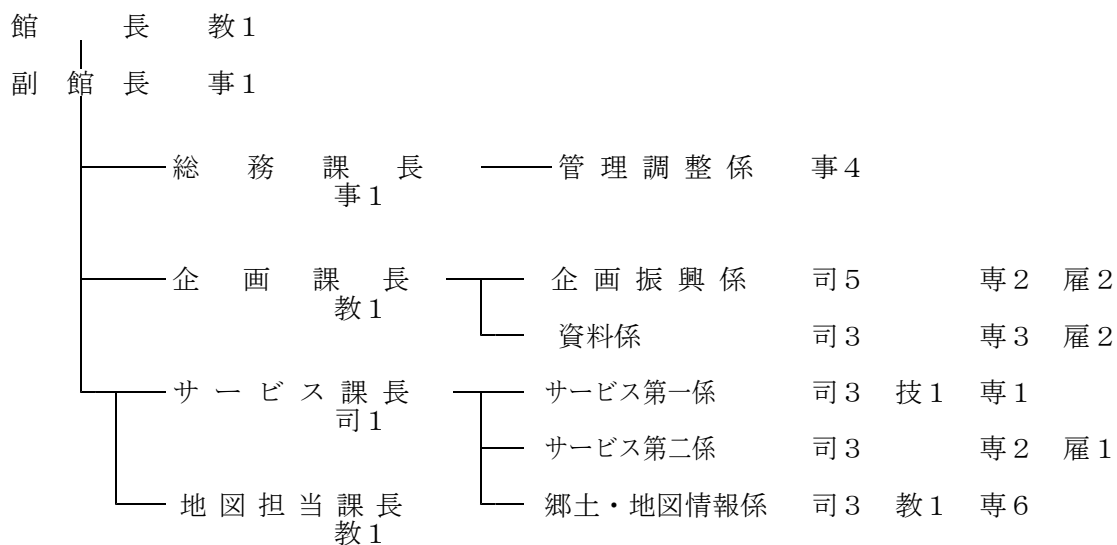 館長 教1
副館長 事1
総務課長 管理調整係 事4
事1
企画課長 企画振興係 司5 専2 雇2
教1
資料係 司3 専3 雇2
サービス課長 サービス第一係 司3 技1 専1
司1
サービス第二係 司3 専2 雇1
地図担当課長 郷土・地図情報係 司3 教1 専6
教1